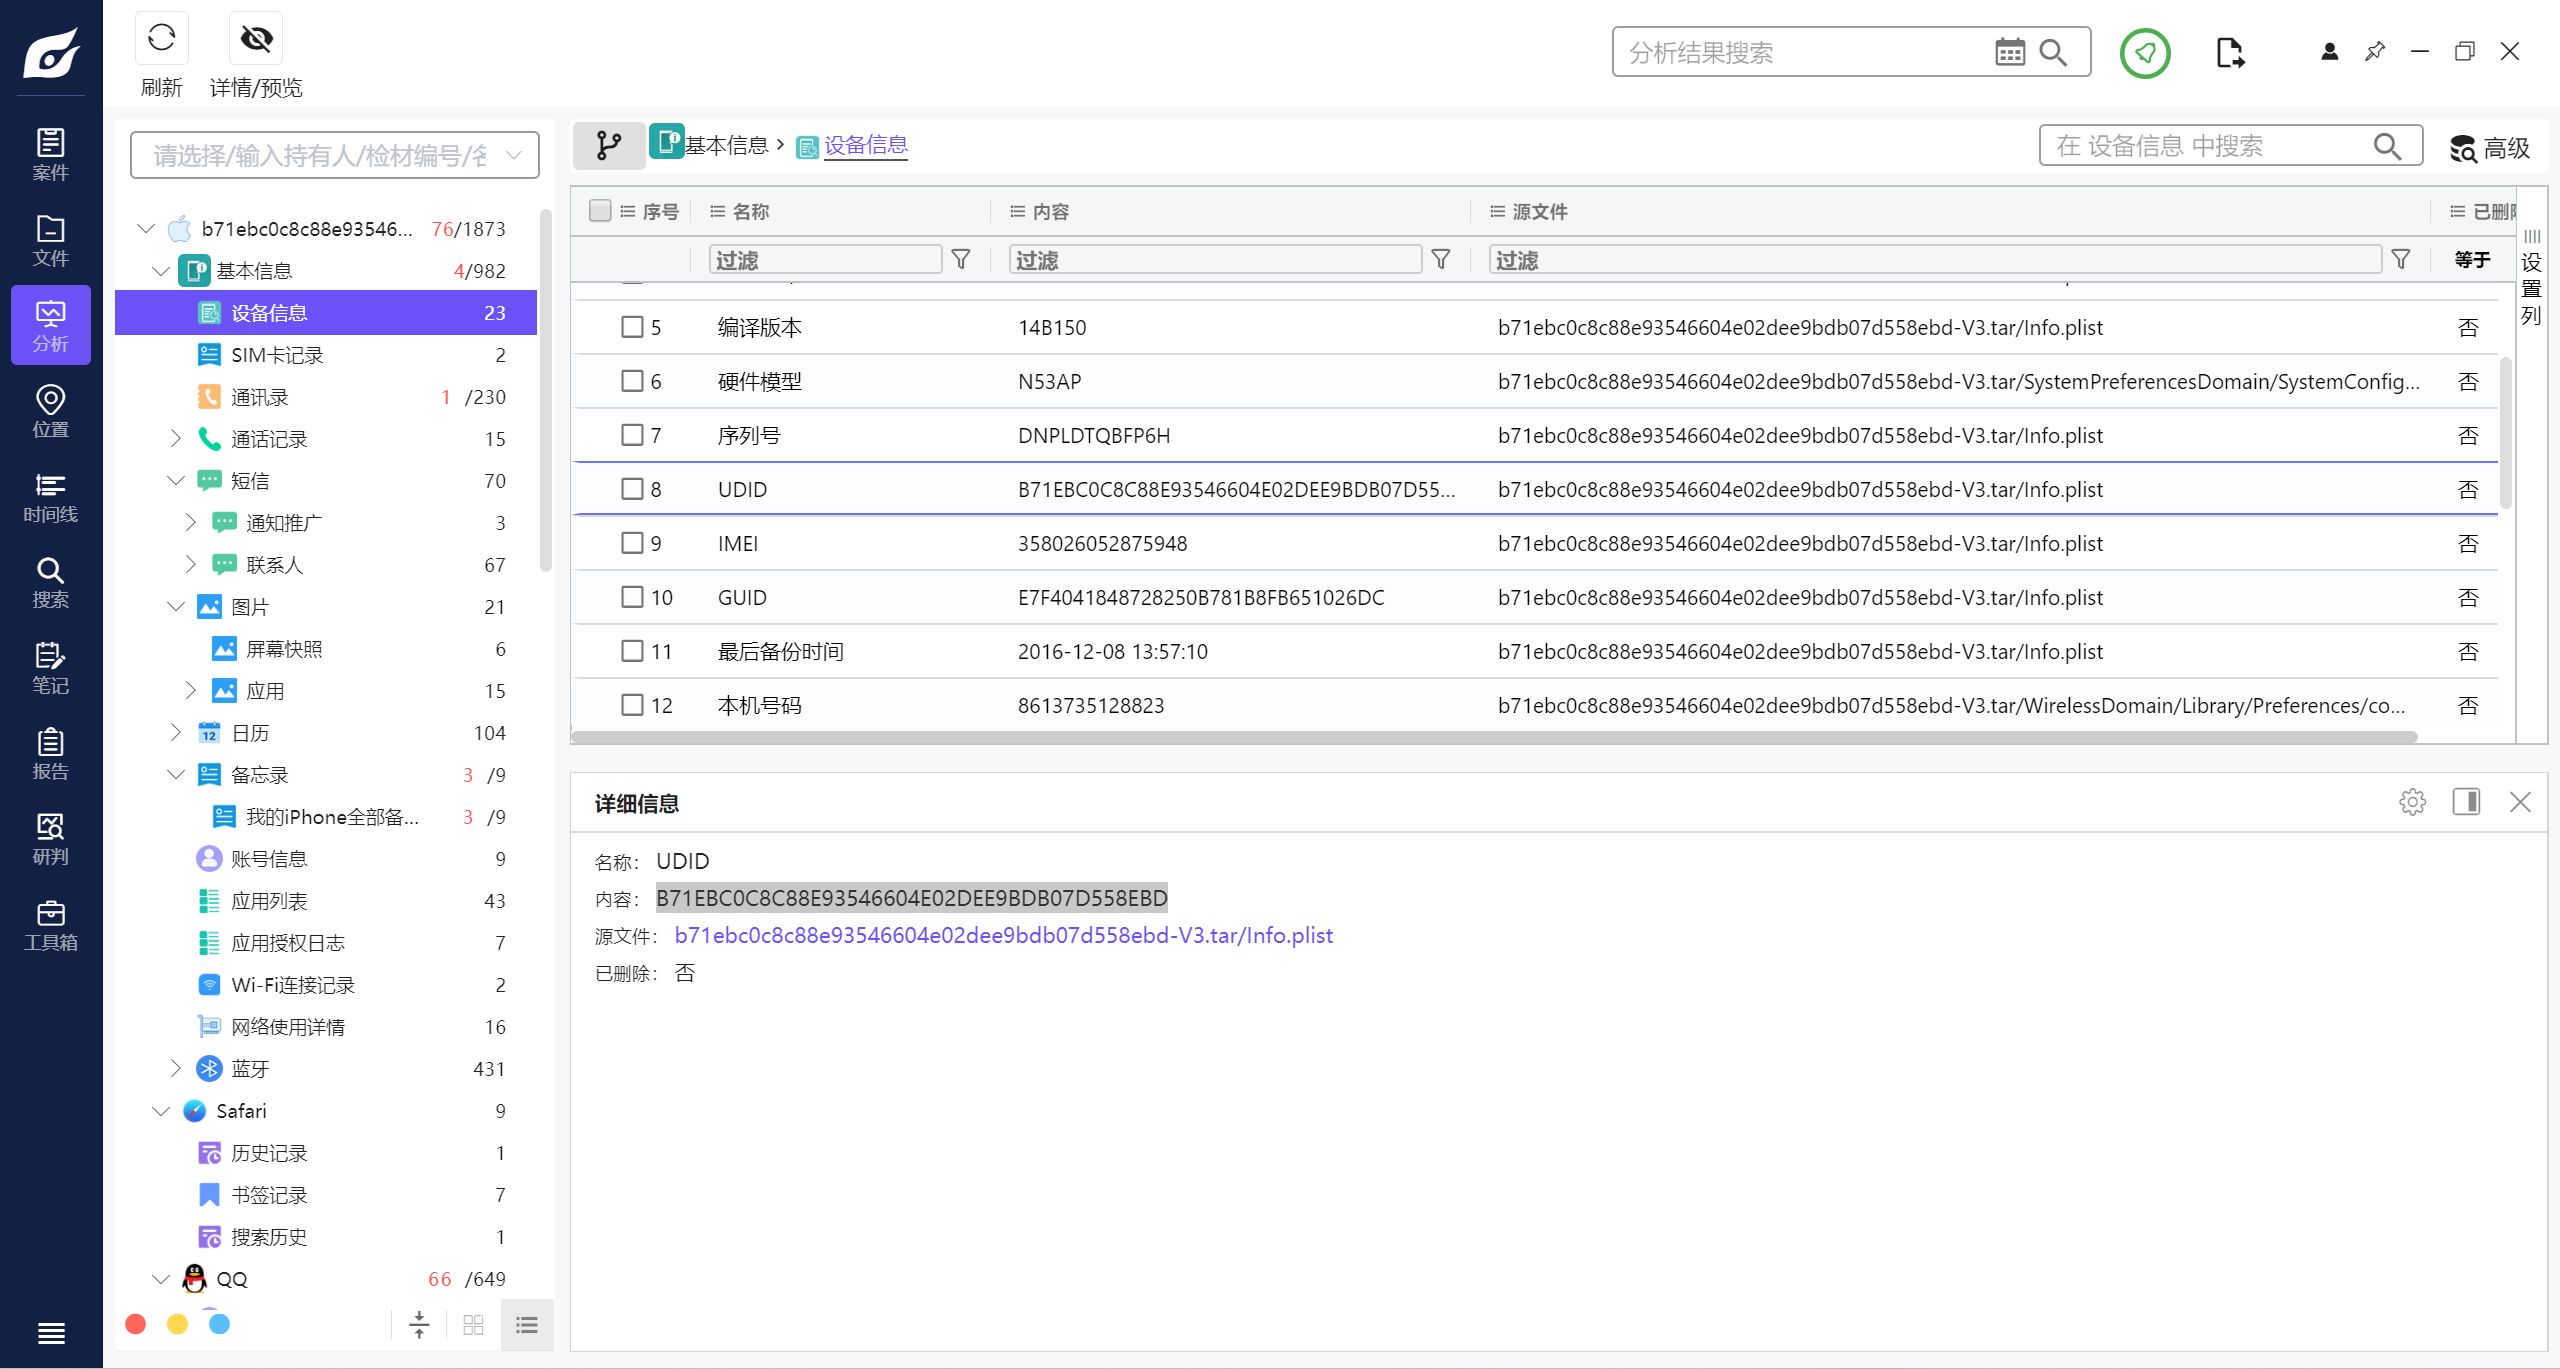 刷新
详情/预览
分析结果搜索
案件
文件
分析
位置
时间线
搜索
笔记
报告
研判
工具箱
请选择/输入持有人/检材编号/名
b71ebc0c8c88e93546... 76/1873
基本信息 4/982
设备信息 23
SIM卡记录 2
通讯录 1 /230
通话记录 15
短信 70
通知推广 3
联系人 67
图片 21
屏幕快照 6
应用 15
日历 104
备忘录 3 /9
我的iPhone全部备... 3 /9
账号信息 9
应用列表 43
应用授权日志 7
Wi-Fi连接记录 2
网络使用详情 16
蓝牙 431
Safari 9
历史记录 1
书签记录 7
搜索历史 1
QQ 66 /649
基本信息 > 设备信息
在 设备信息 中搜索
高级
序号 名称 内容 源文件 已删除
过滤 过滤 过滤 等于
设置列
5 编译版本 14B150 b71ebc0c8c88e93546604e02dee9bdb07d558ebd-V3.tar/Info.plist 否
6 硬件模型 N53AP b71ebc0c8c88e93546604e02dee9bdb07d558ebd-V3.tar/SystemPreferencesDomain/SystemConfig... 否
7 序列号 DNPLDTQBFP6H b71ebc0c8c88e93546604e02dee9bdb07d558ebd-V3.tar/Info.plist 否
8 UDID B71EBC0C8C88E93546604E02DEE9BDB07D55... b71ebc0c8c88e93546604e02dee9bdb07d558ebd-V3.tar/Info.plist 否
9 IMEI 358026052875948 b71ebc0c8c88e93546604e02dee9bdb07d558ebd-V3.tar/Info.plist 否
10 GUID E7F4041848728250B781B8FB651026DC b71ebc0c8c88e93546604e02dee9bdb07d558ebd-V3.tar/Info.plist 否
11 最后备份时间 2016-12-08 13:57:10 b71ebc0c8c88e93546604e02dee9bdb07d558ebd-V3.tar/Info.plist 否
12 本机号码 8613735128823 b71ebc0c8c88e93546604e02dee9bdb07d558ebd-V3.tar/WirelessDomain/Library/Preferences/co... 否
详细信息
名称： UDID
内容： B71EBC0C8C88E93546604E02DEE9BDB07D558EBD
源文件： b71ebc0c8c88e93546604e02dee9bdb07d558ebd-V3.tar/Info.plist
已删除： 否